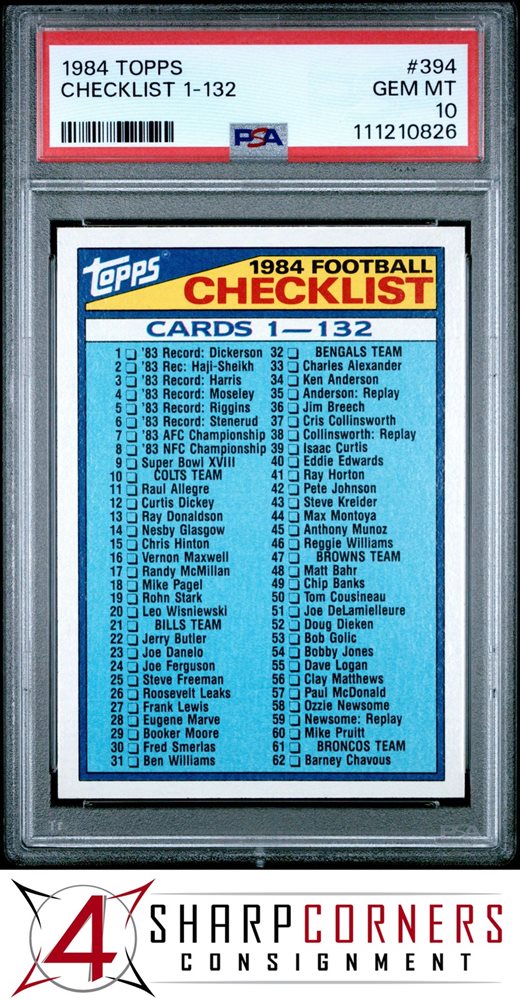 1984 TOPPS #394
CHECKLIST 1-132 GEM MT
10
PSA 111210826
TOPPS
1984 FOOTBALL
CHECKLIST
CARDS 1—132
1 '83 Record: Dickerson
2 '83 Rec: Haji-Sheikh
3 '83 Record: Harris
4 '83 Record: Moseley
5 '83 Record: Riggins
6 '83 Record: Stenerud
7 '83 AFC Championship
8 '83 NFC Championship
9 Super Bowl XVIII
10 COLTS TEAM
11 Raul Allegre
12 Curtis Dickey
13 Ray Donaldson
14 Nesby Glasgow
15 Chris Hinton
16 Vernon Maxwell
17 Randy McMillan
18 Mike Pagel
19 Rohn Stark
20 Leo Wisniewski
21 BILLS TEAM
22 Jerry Butler
23 Joe Danelo
24 Joe Ferguson
25 Steve Freeman
26 Roosevelt Leaks
27 Frank Lewis
28 Eugene Marve
29 Booker Moore
30 Fred Smerlas
31 Ben Williams
32 BENGALS TEAM
33 Charles Alexander
34 Ken Anderson
35 Anderson: Replay
36 Jim Breech
37 Cris Collinsworth
38 Collinsworth: Replay
39 Isaac Curtis
40 Eddie Edwards
41 Ray Horton
42 Pete Johnson
43 Steve Kreider
44 Max Montoya
45 Anthony Munoz
46 Reggie Williams
47 BROWNS TEAM
48 Matt Bahr
49 Chip Banks
50 Tom Cousineau
51 Joe DeLamielleure
52 Doug Dieken
53 Bob Golic
54 Bobby Jones
55 Dave Logan
56 Clay Matthews
57 Paul McDonald
58 Ozzie Newsome
59 Newsome: Replay
60 Mike Pruitt
61 BRONCOS TEAM
62 Barney Chavous
PSA
4 SHARPCORNERS
CONSIGNMENT